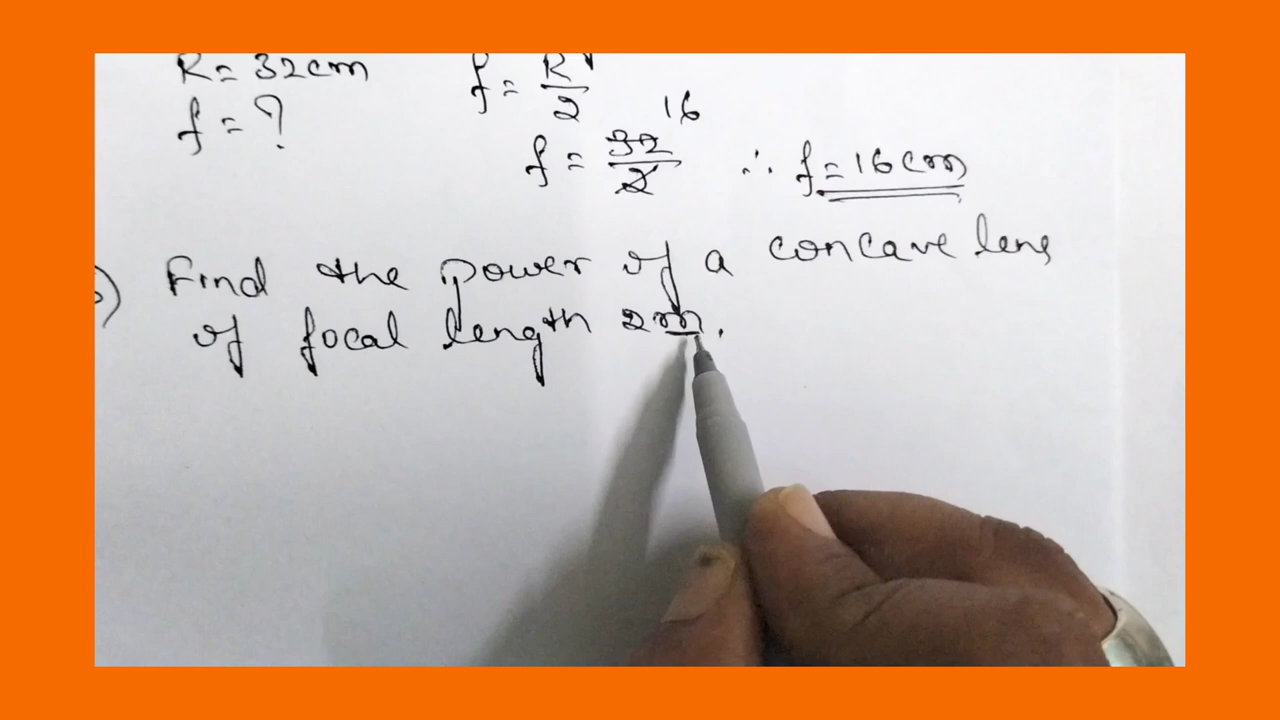 R = 32cm
f = ?
f = R/2
16
f = 32/2 ∴ f = 16cm
) Find the power of a concave lens
of focal length 2m.